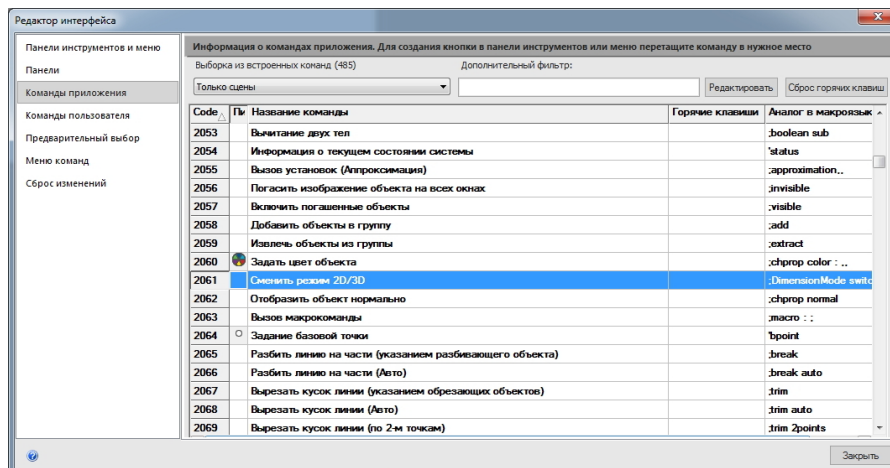 Редактор интерфейса
Панели инструментов и меню
Панели
Команды приложения
Команды пользователя
Предварительный выбор
Меню команд
Сброс изменений
Информация о командах приложения. Для создания кнопки в панели инструментов или меню перетащите команду в нужное место
Выборка из встроенных команд (485) Дополнительный фильтр:
Только сцены Редактировать Сброс горячих клавиш
Code Пи Название команды Горячие клавиши Аналог в макроязык
2053 Вычитание двух тел ;boolean sub
2054 Информация о текущем состоянии системы 'status
2055 Вызов установок (Аппроксимация) ;approximation,,
2056 Погасить изображение объекта на всех окнах ;invisible
2057 Включить погашенные объекты ;visible
2058 Добавить объекты в группу ;add
2059 Извлечь объекты из группы ;extract
2060 Задать цвет объекта ;chprop color : ,,
2061 Сменить режим 2D/3D ;DimensionMode switc
2062 Отобразить объект нормально ;chprop normal
2063 Вызов макрокоманды ;macro : ;
2064 Задание базовой точки 'bpoint
2065 Разбить линию на части (указанием разбивающего объекта) ;break
2066 Разбить линию на части (Авто) ;break auto
2067 Вырезать кусок линии (указанием обрезающих объектов) ;trim
2068 Вырезать кусок линии (Авто) ;trim auto
2069 Вырезать кусок линии (по 2-м точкам) ;trim 2points
Закрыть